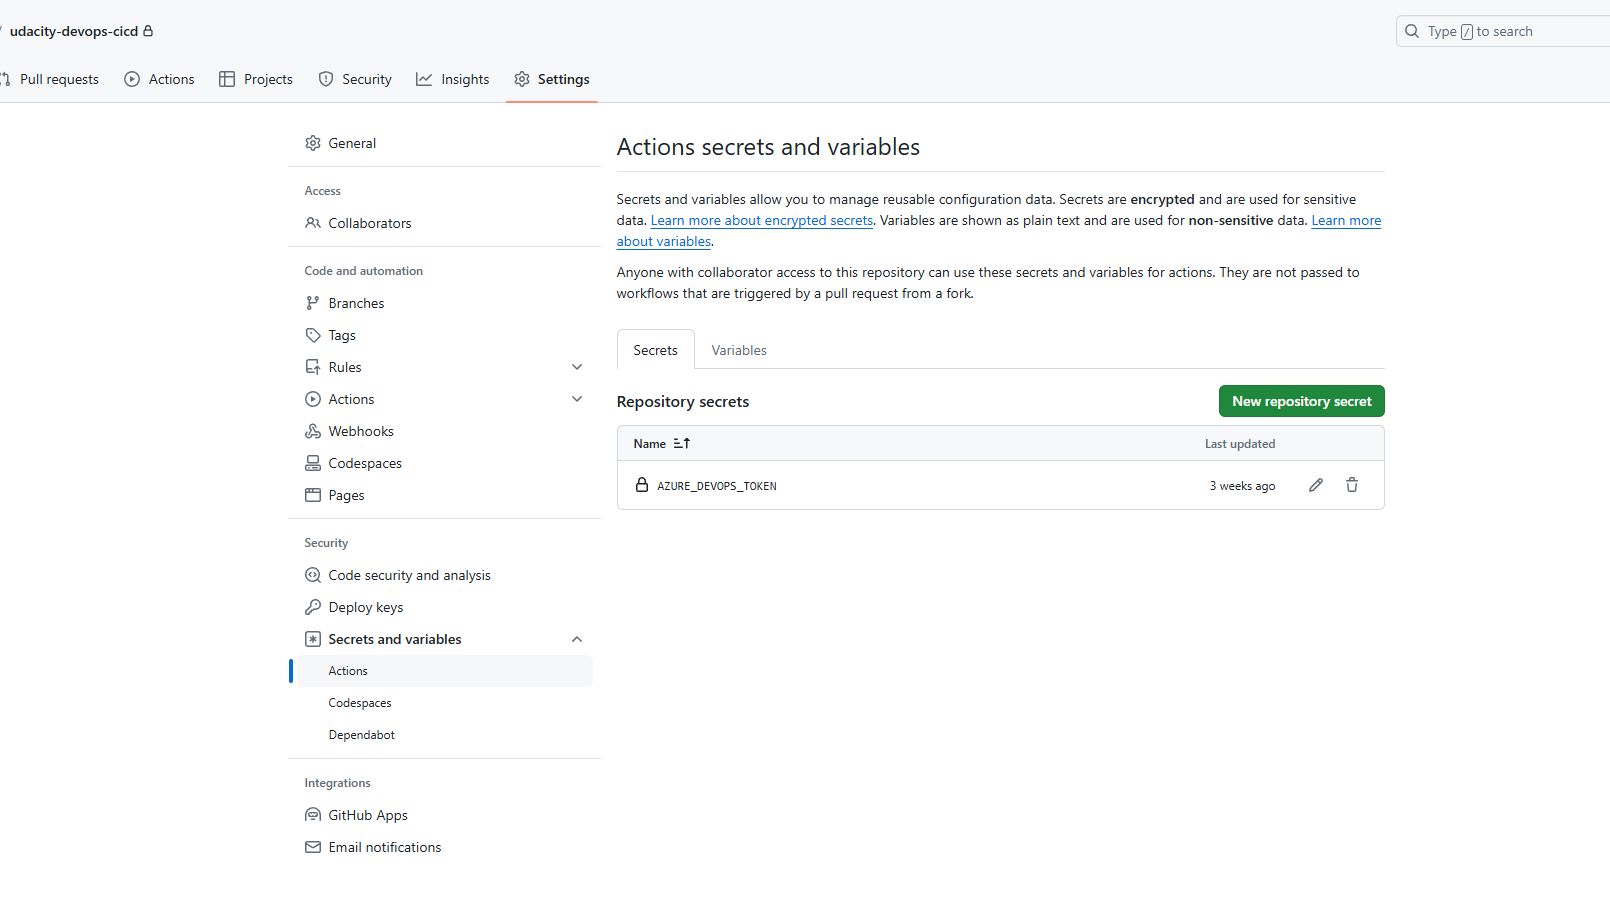 / udacity-devops-cicd
Type / to search
Pull requests
Actions
Projects
Security
Insights
Settings
General
Access
Collaborators
Code and automation
Branches
Tags
Rules
Actions
Webhooks
Codespaces
Pages
Security
Code security and analysis
Deploy keys
Secrets and variables
Actions
Codespaces
Dependabot
Integrations
GitHub Apps
Email notifications
Actions secrets and variables
Secrets and variables allow you to manage reusable configuration data. Secrets are encrypted and are used for sensitive
data. Learn more about encrypted secrets. Variables are shown as plain text and are used for non-sensitive data. Learn more
about variables.
Anyone with collaborator access to this repository can use these secrets and variables for actions. They are not passed to
workflows that are triggered by a pull request from a fork.
Secrets
Variables
Repository secrets
New repository secret
Name
Last updated
AZURE_DEVOPS_TOKEN
3 weeks ago